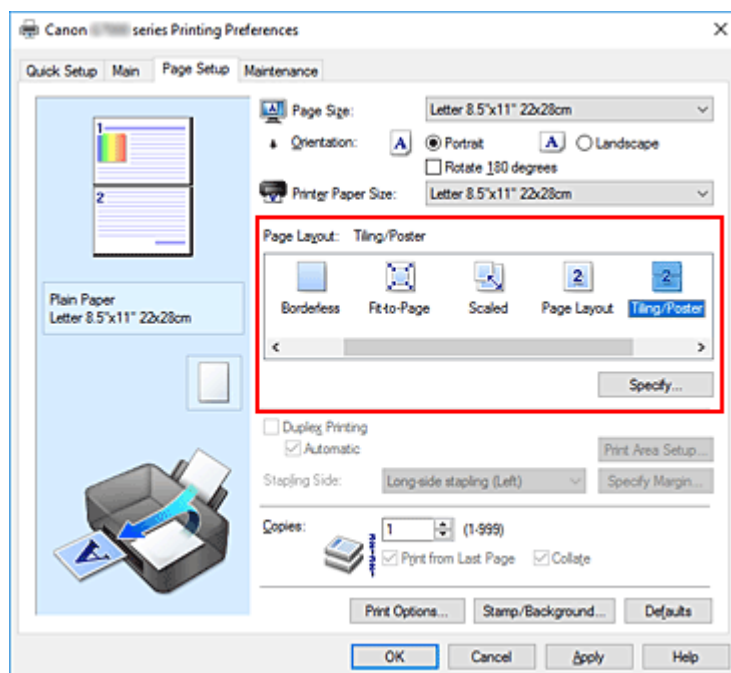 Canon series Printing Preferences
Quick Setup Main Page Setup Maintenance
1
2
Plain Paper
Letter 8.5"x11" 22x28cm
Page Size: Letter 8.5"x11" 22x28cm
Orientation: A Portrait A Landscape
Rotate 180 degrees
Printer Paper Size: Letter 8.5"x11" 22x28cm
Page Layout: Tiling/Poster
2 2
Borderless Fit-to-Page Scaled Page Layout Tiling/Poster
Specify...
Duplex Printing
Automatic Print Area Setup...
Stapling Side: Long-side stapling (Left) Specify Margin...
Copies: 1 (1-999)
Print from Last Page Collate
A
Print Options... Stamp/Background... Defaults
OK Cancel Apply Help